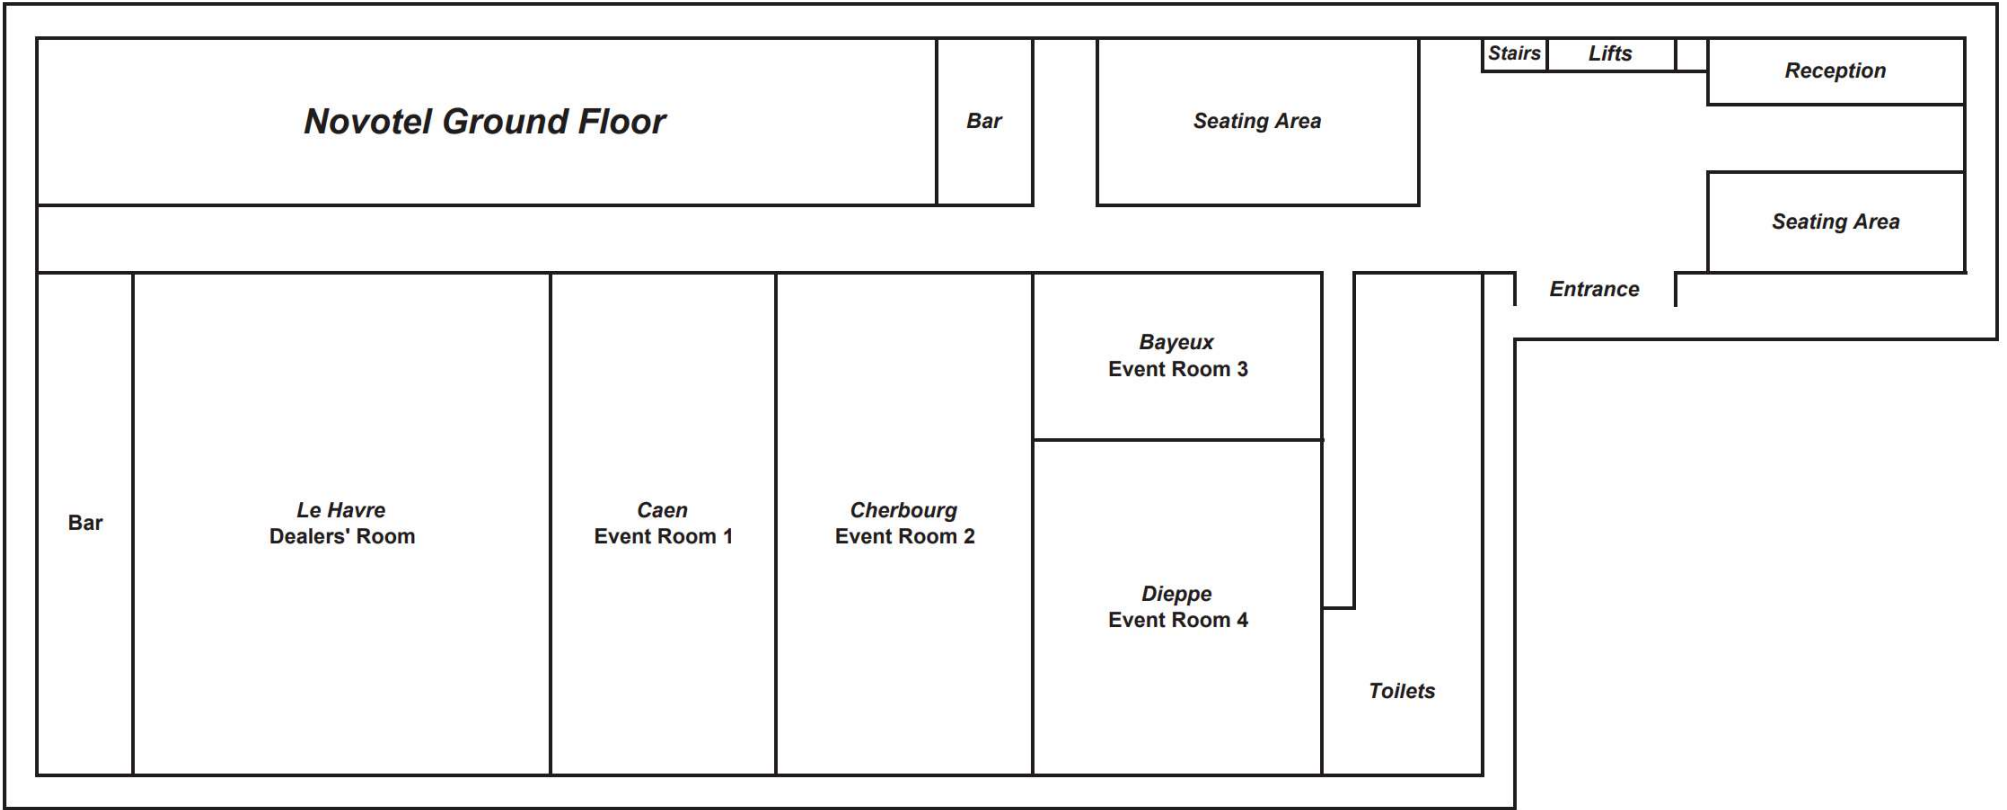 Novotel Ground Floor
Bar
Seating Area
Stairs
Lifts
Reception
Seating Area
Entrance
Bar
Le Havre
Dealers' Room
Caen
Event Room 1
Cherbourg
Event Room 2
Bayeux
Event Room 3
Dieppe
Event Room 4
Toilets